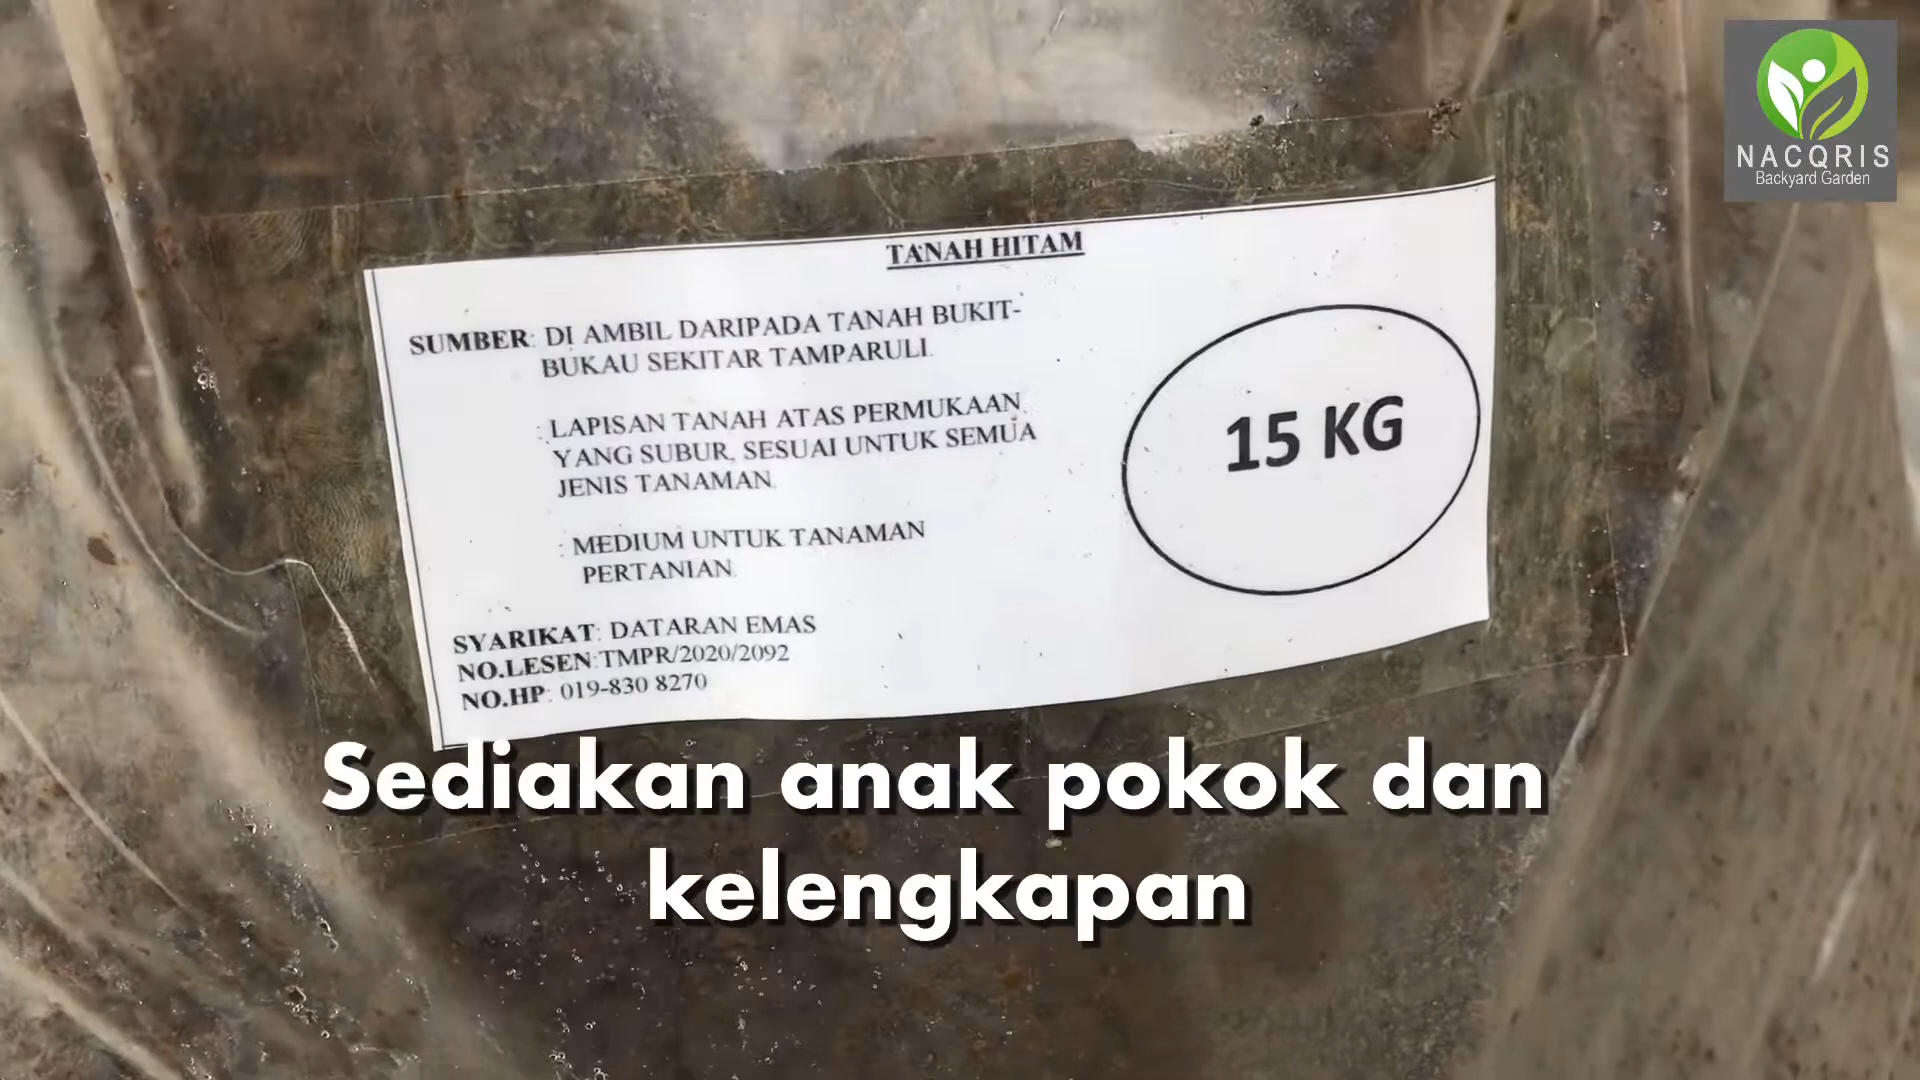 NACQRIS
Backyard Garden
TANAH HITAM
SUMBER: DI AMBIL DARIPADA TANAH BUKIT-
BUKAU SEKITAR TAMPARULI.
: LAPISAN TANAH ATAS PERMUKAAN
YANG SUBUR, SESUAI UNTUK SEMUA
JENIS TANAMAN.
: MEDIUM UNTUK TANAMAN
PERTANIAN.
15 KG
SYARIKAT: DATARAN EMAS
NO.LESEN:TMPR/2020/2092
NO.HP: 019-830 8270
Sediakan anak pokok dan
kelengkapan